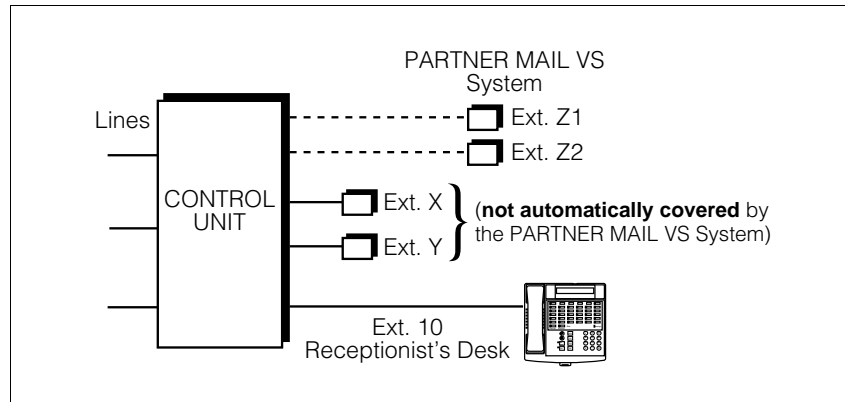 PARTNER MAIL VS
System
Lines
Ext. Z1
Ext. Z2
CONTROL
UNIT
Ext. X
Ext. Y
(not automatically covered by
the PARTNER MAIL VS System)
Ext. 10
Receptionist's Desk